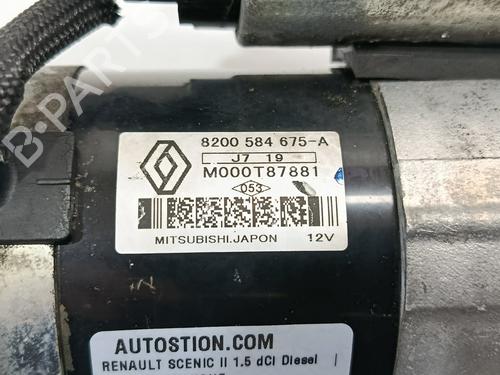 B-PARTS
8200 584 675-A
J7 19
M000T87881
053
MITSUBISHI.JAPON 12V
AUTOSTION.COM
RENAULT SCENIC II 1.5 dCi Diesel